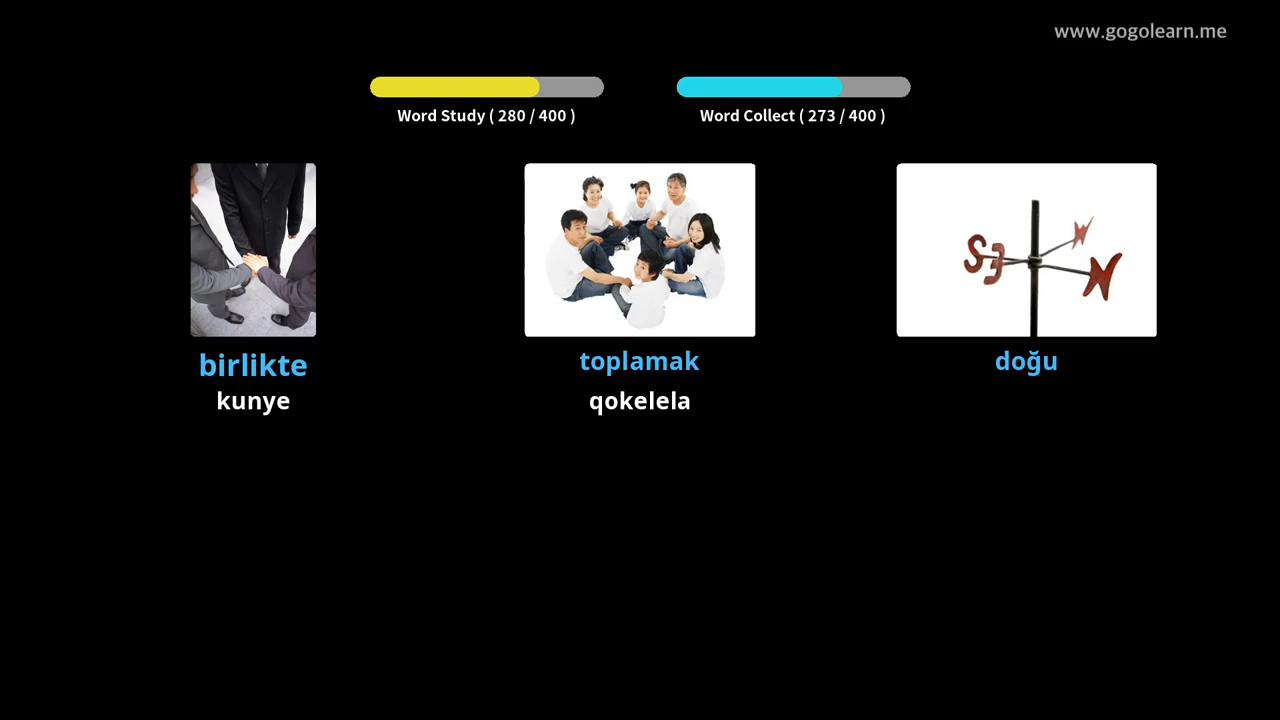 www.gogolearn.me
Word Study ( 280 / 400 )
Word Collect ( 273 / 400 )
birlikte
kunye
toplamak
qokelela
doğu